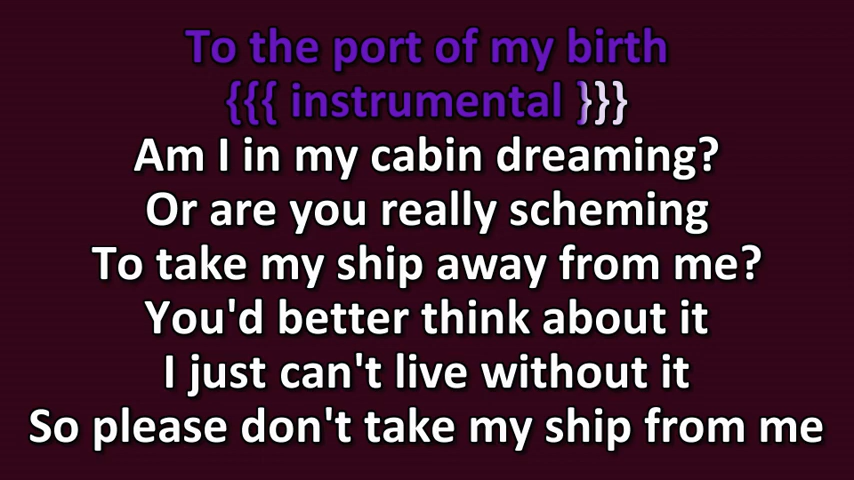 To the port of my birth
{{{ instrumental }}}
Am I in my cabin dreaming?
Or are you really scheming
To take my ship away from me?
You'd better think about it
I just can't live without it
So please don't take my ship from me